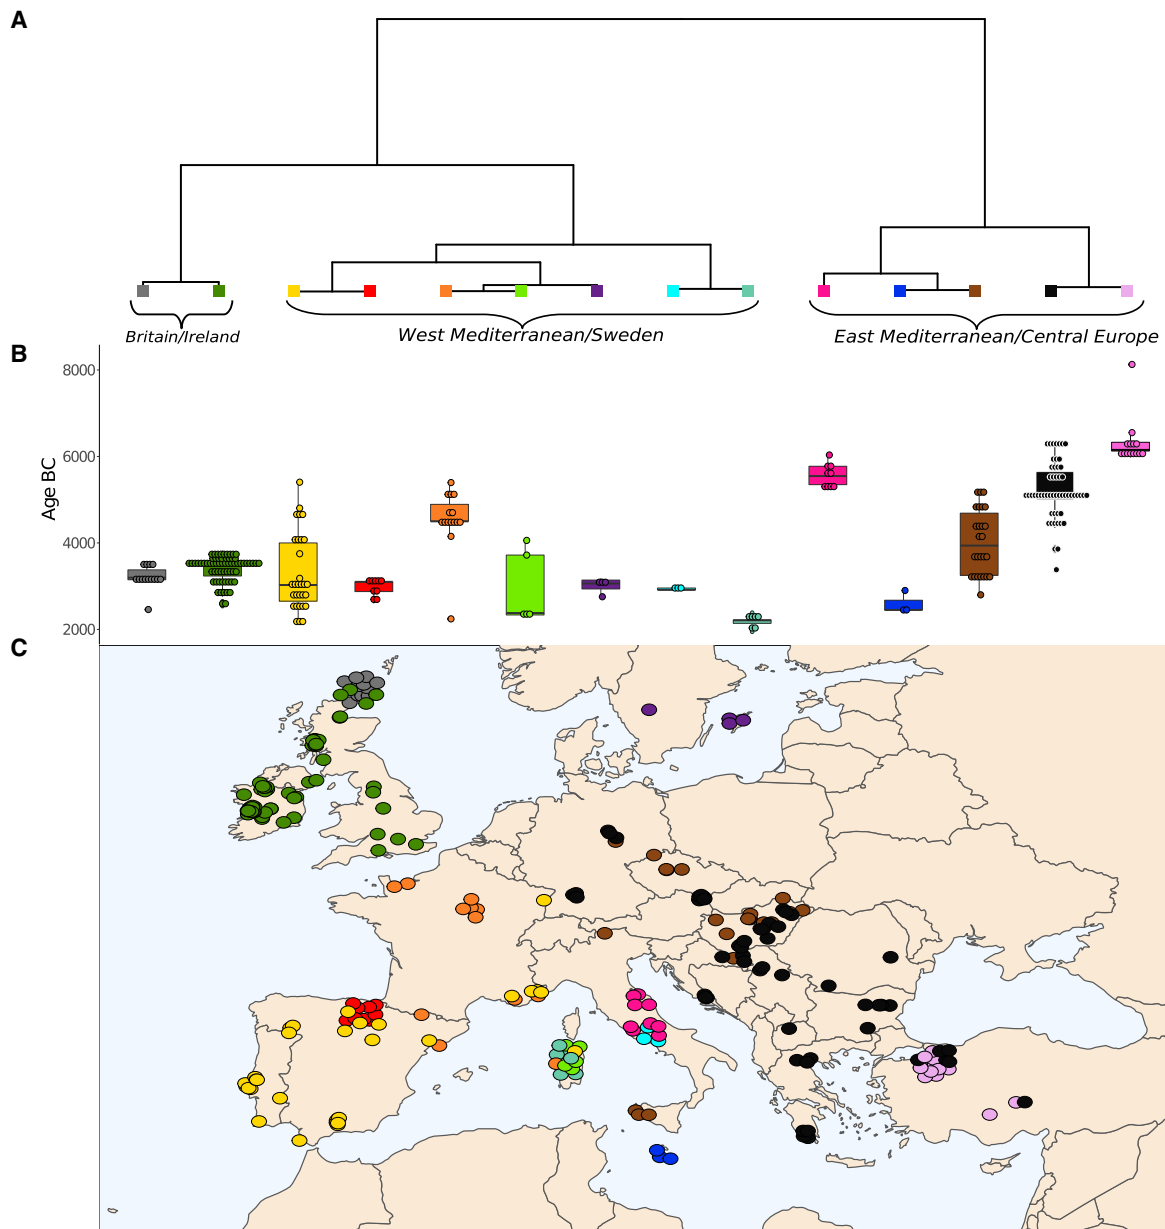 A
Britain/Ireland
West Mediterranean/Sweden
East Mediterranean/Central Europe
B
8000
6000
4000
2000
Age BC
C